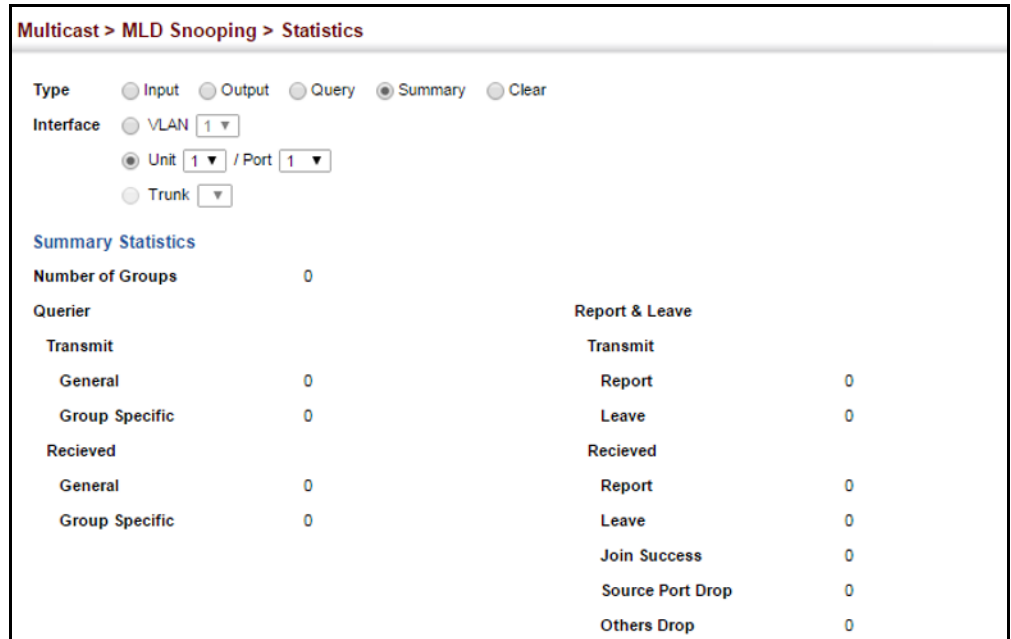 Multicast > MLD Snooping > Statistics
Type Input Output Query Summary Clear
Interface VLAN 1
Unit 1 / Port 1
Trunk
Summary Statistics
Number of Groups 0
Querier
Transmit
General 0
Group Specific 0
Recieved
General 0
Group Specific 0
Report & Leave
Transmit
Report 0
Leave 0
Recieved
Report 0
Leave 0
Join Success 0
Source Port Drop 0
Others Drop 0